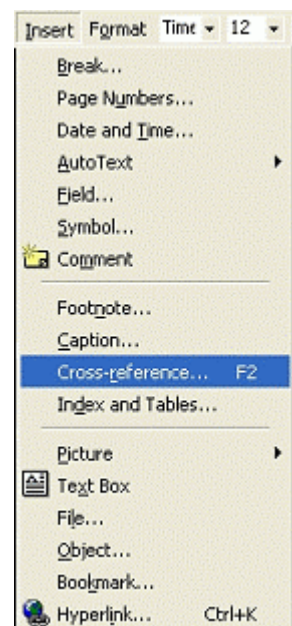 Insert Format Time 12
Break...
Page Numbers...
Date and Time...
AutoText
Field...
Symbol...
Comment
Footnote...
Caption...
Cross-reference... F2
Index and Tables...
Picture
Text Box
File...
Object...
Bookmark...
Hyperlink... Ctrl+K